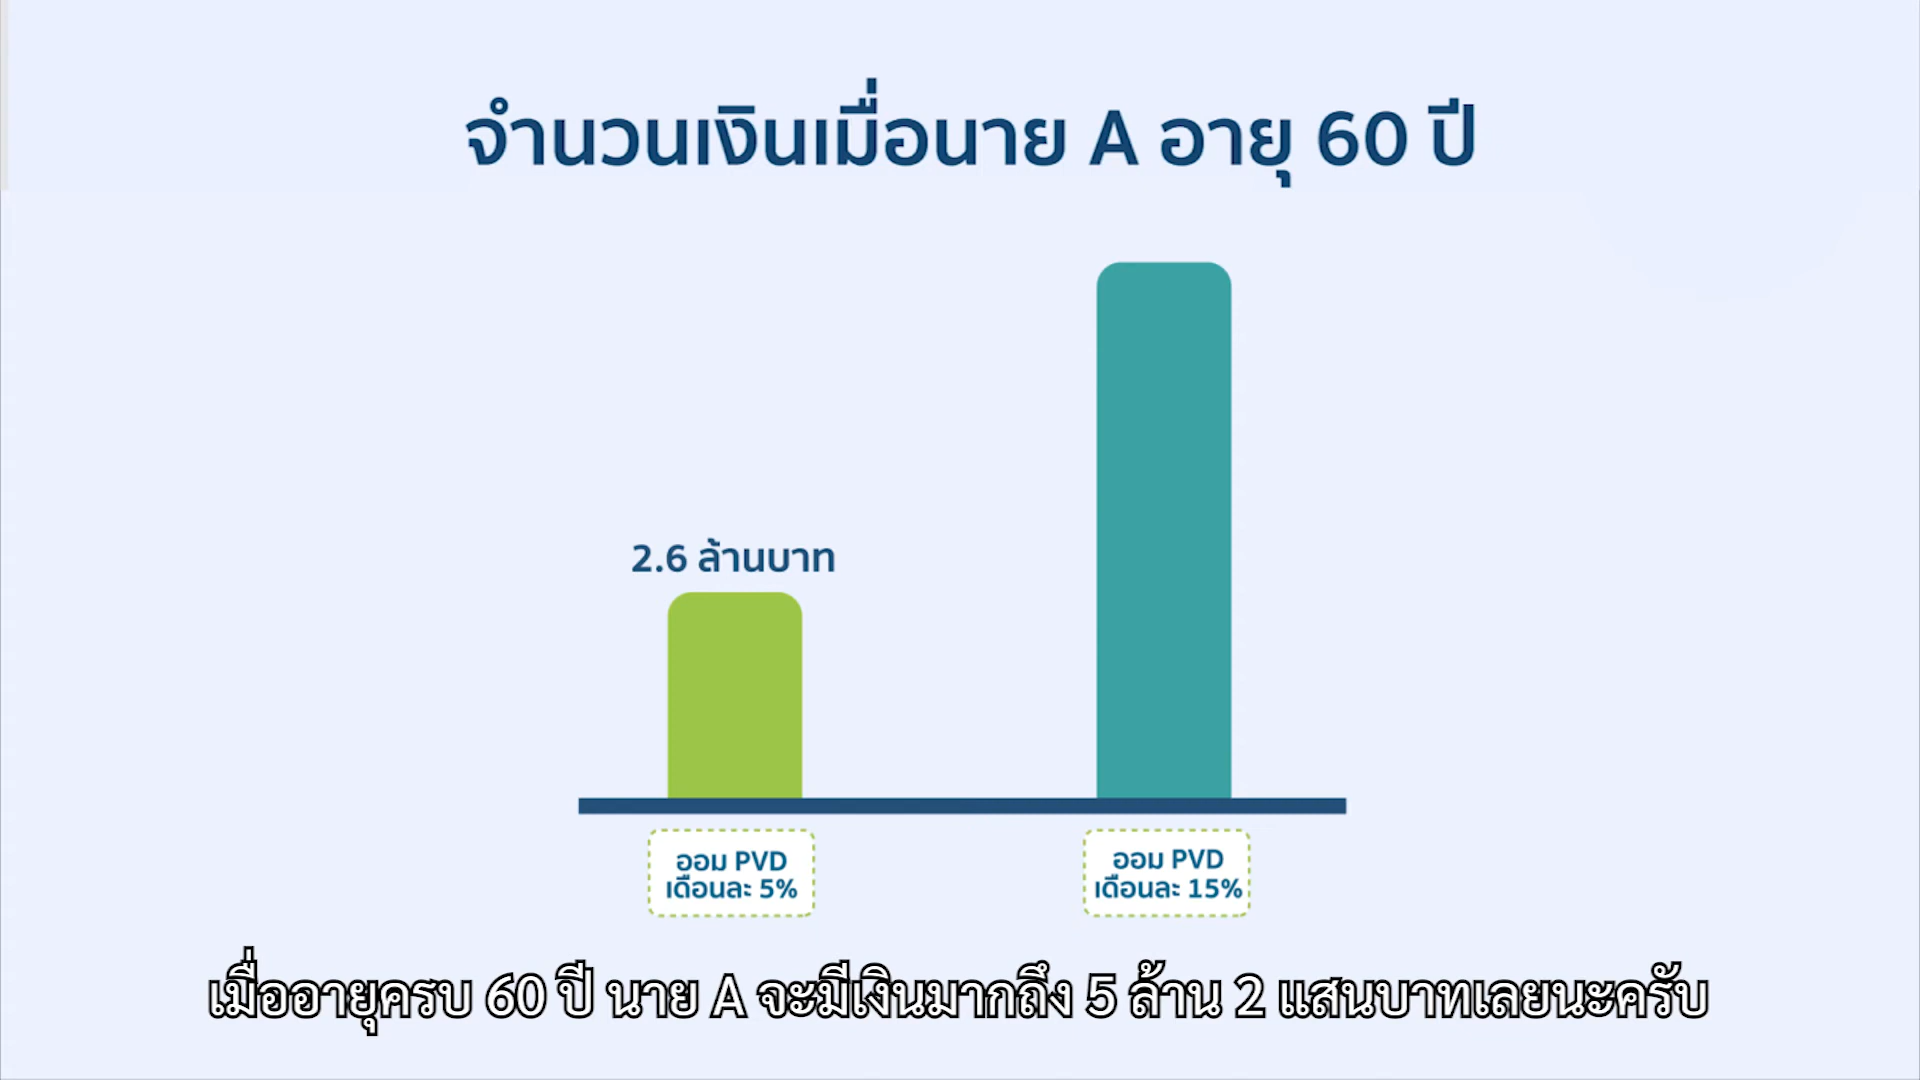 จำนวนเงินเมื่อนาย A อายุ 60 ปี
2.6 ล้านบาท
ออม PVD
เดือนละ 5%
ออม PVD
เดือนละ 15%
เมื่ออายุครบ 60 ปี นาย A จะมีเงินมากถึง 5 ล้าน 2 แสนบาทเลยนะครับ